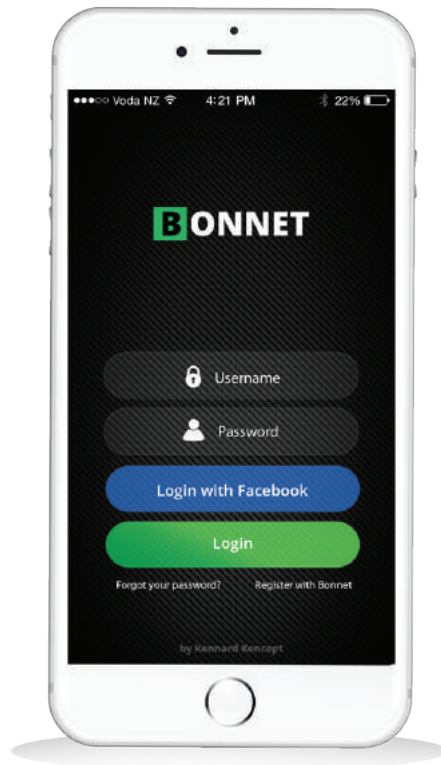 Voda NZ 4:21 PM 22%
BONNET
Username
Password
Login with Facebook
Login
Forgot your password? Register with Bonnet
by Kennard Koncept